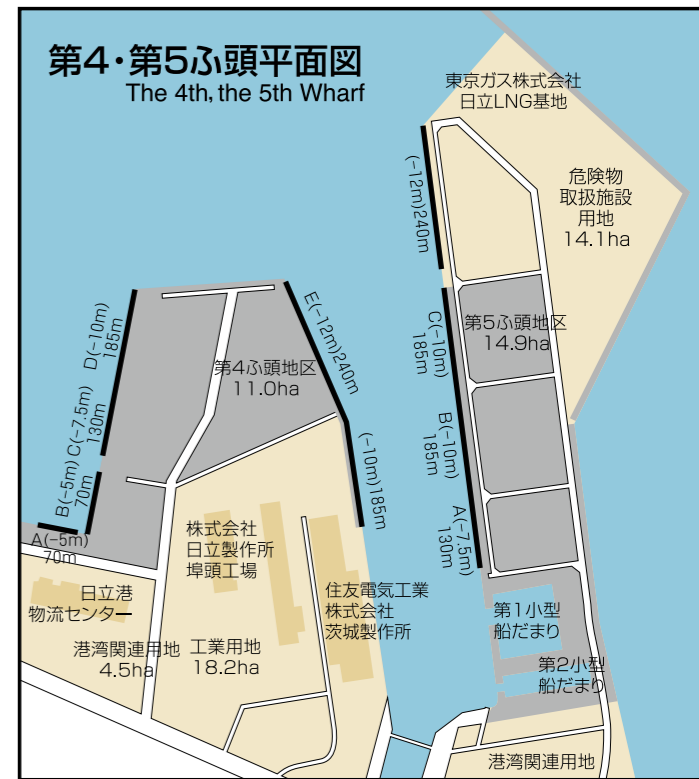 第4・第5ふ頭平面図
The 4th, the 5th Wharf
東京ガス株式会社
日立LNG基地
危険物
取扱施設
用地
14.1ha
(-12m)240m
D(-10m)
185m
C(-7.5m)
130m
B(-5m)
70m
A(-5m)
70m
E(-12m)240m
(-10m)185m
第4ふ頭地区
11.0ha
C(-10m)
185m
B(-10m)
185m
A(-7.5m)
130m
第5ふ頭地区
14.9ha
株式会社
日立製作所
埠頭工場
住友電気工業
株式会社
茨城製作所
日立港
物流センター
港湾関連用地
4.5ha
工業用地
18.2ha
第1小型
船だまり
第2小型
船だまり
港湾関連用地